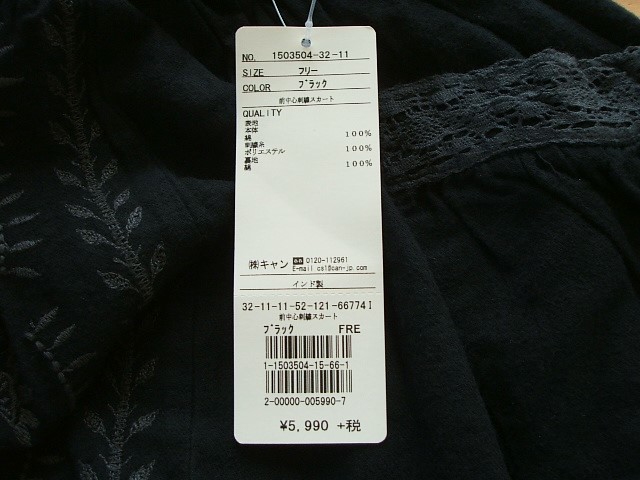 NO. 1503504-32-11
SIZE フリー
COLOR ブラック
前中心刺繍スカート
QUALITY
表地
本体
綿 100%
刺繍糸
ポリエステル 100%
裏地
綿 100%
㈱キャン 0120-112961
E-mail cs1@can-jp.com
インド製
32-11-11-52-121-66774 I
前中心刺繍スカート
ブラック FRE
1-1503504-15-66-1
2-00000-005990-7
¥5,990 +税